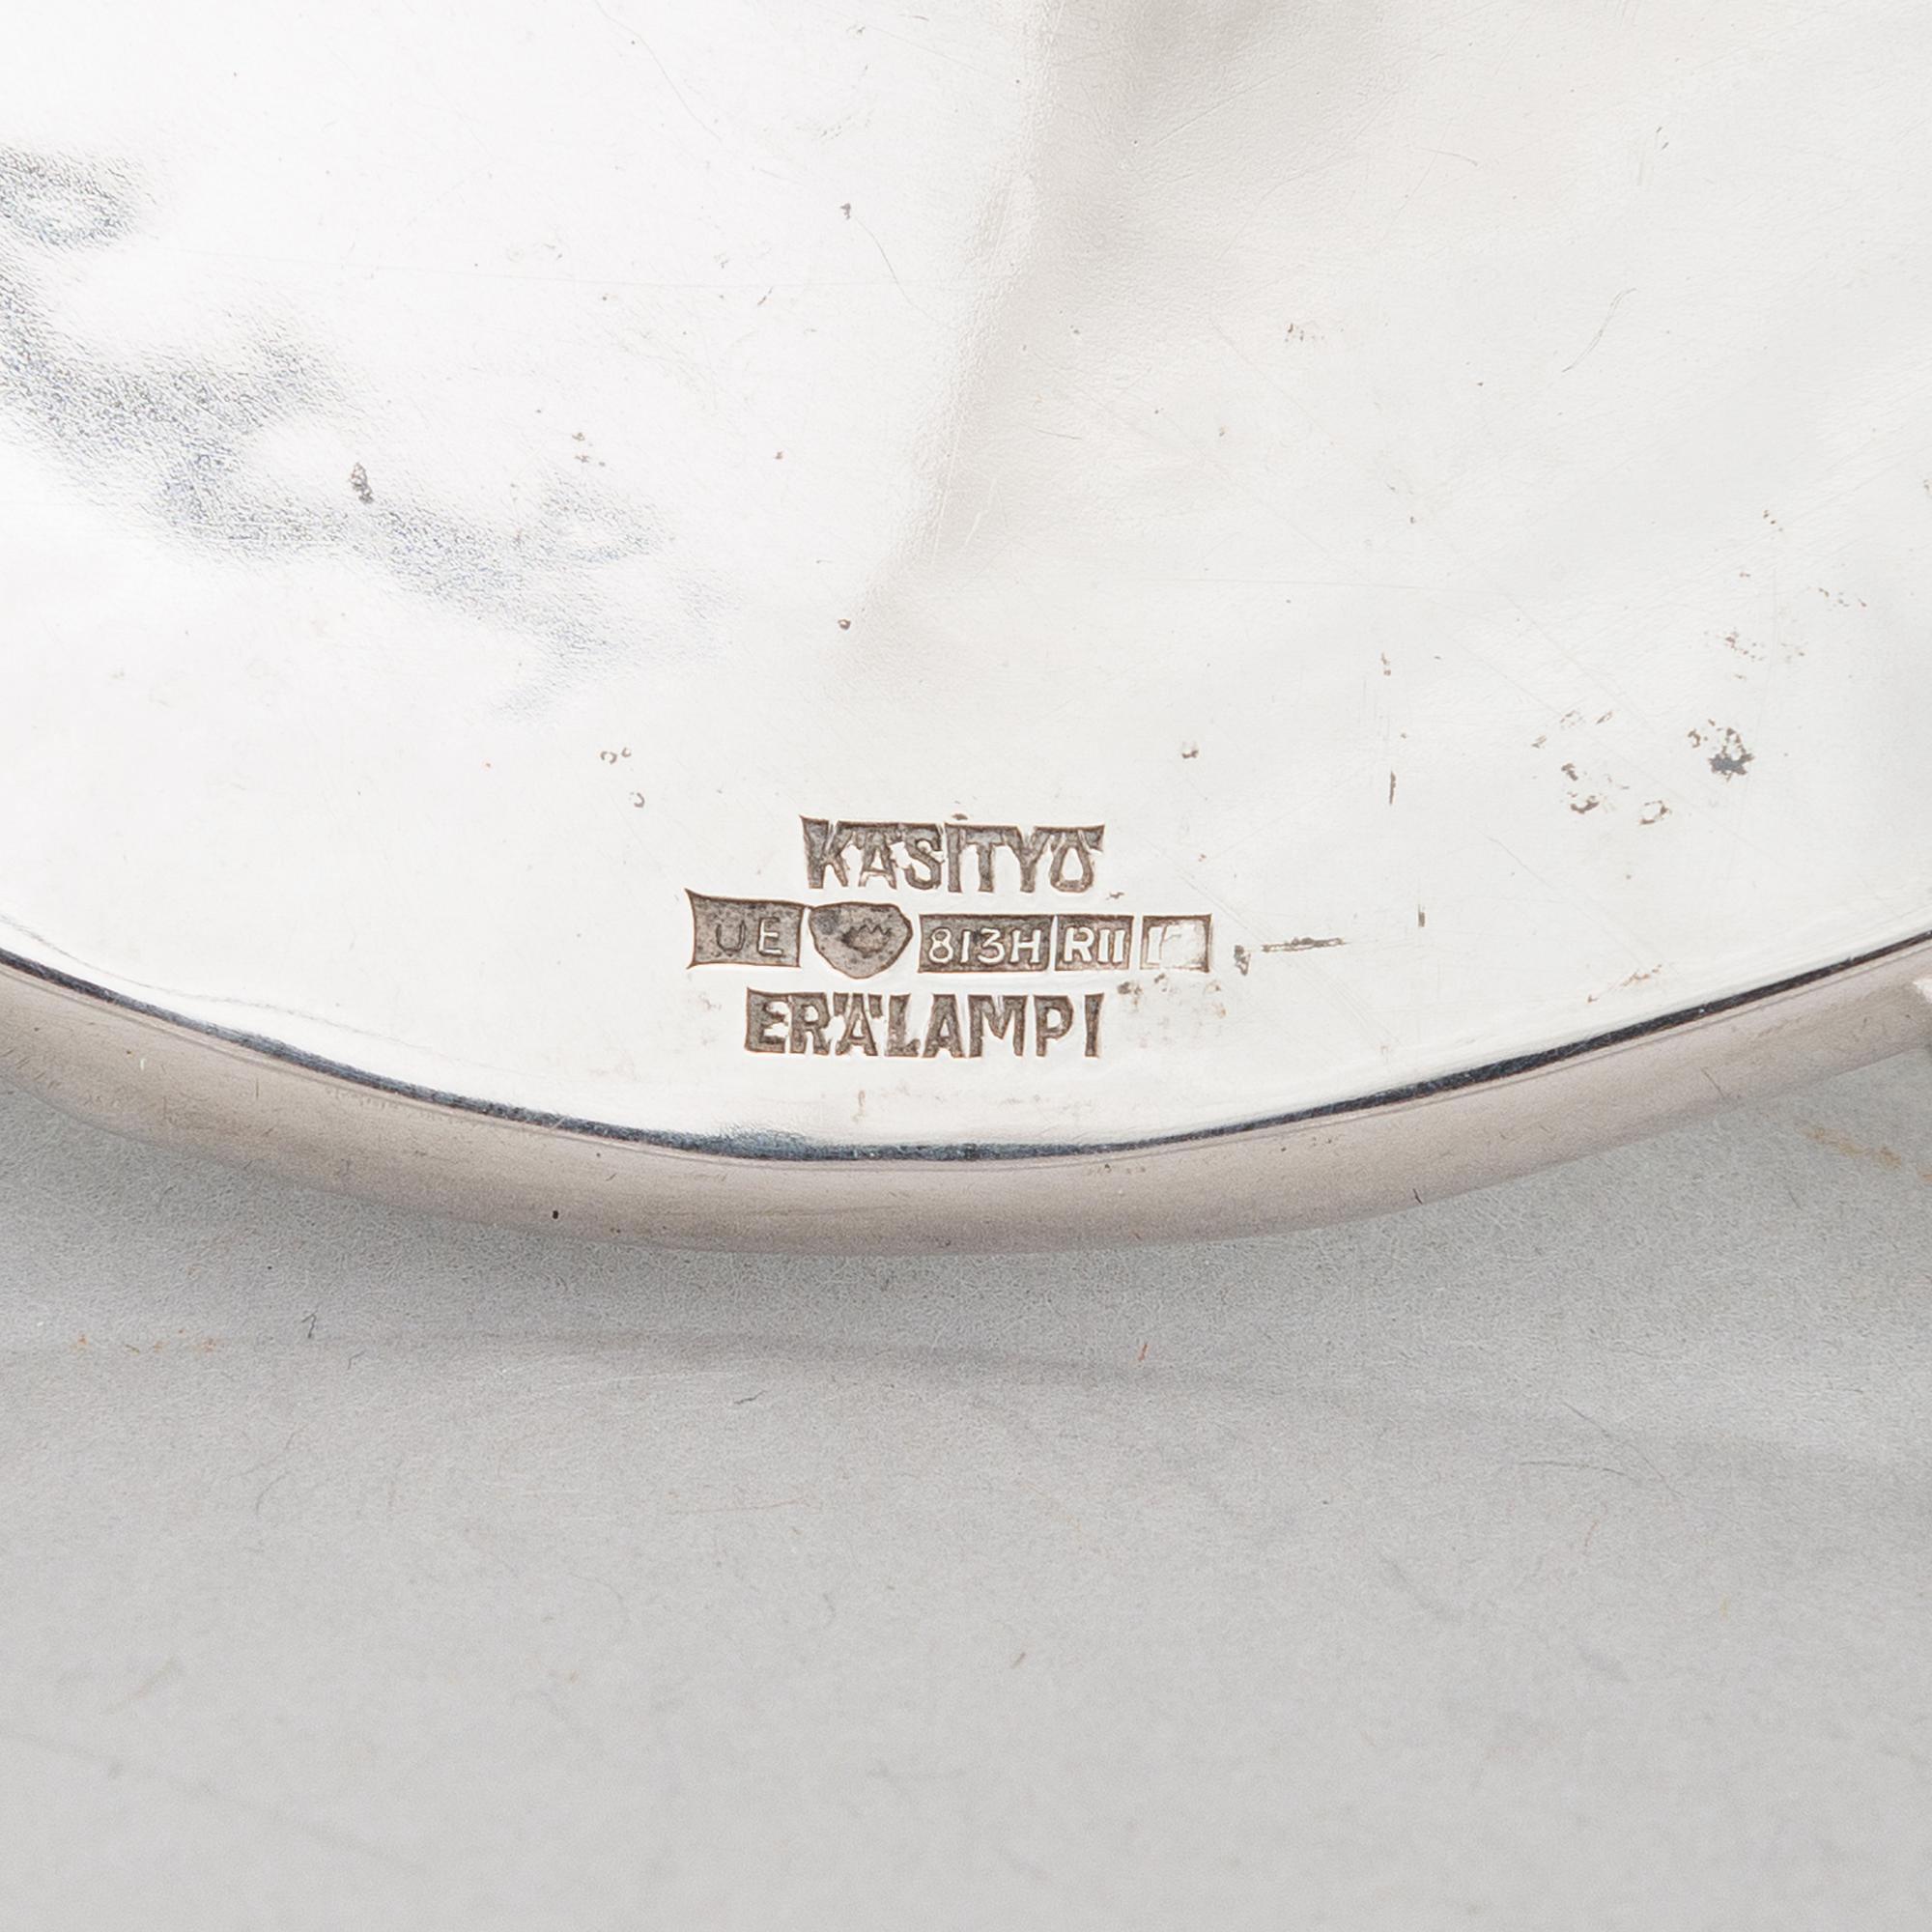 KÄSITYÖ
UE 813H RII
ERÄLAMPI